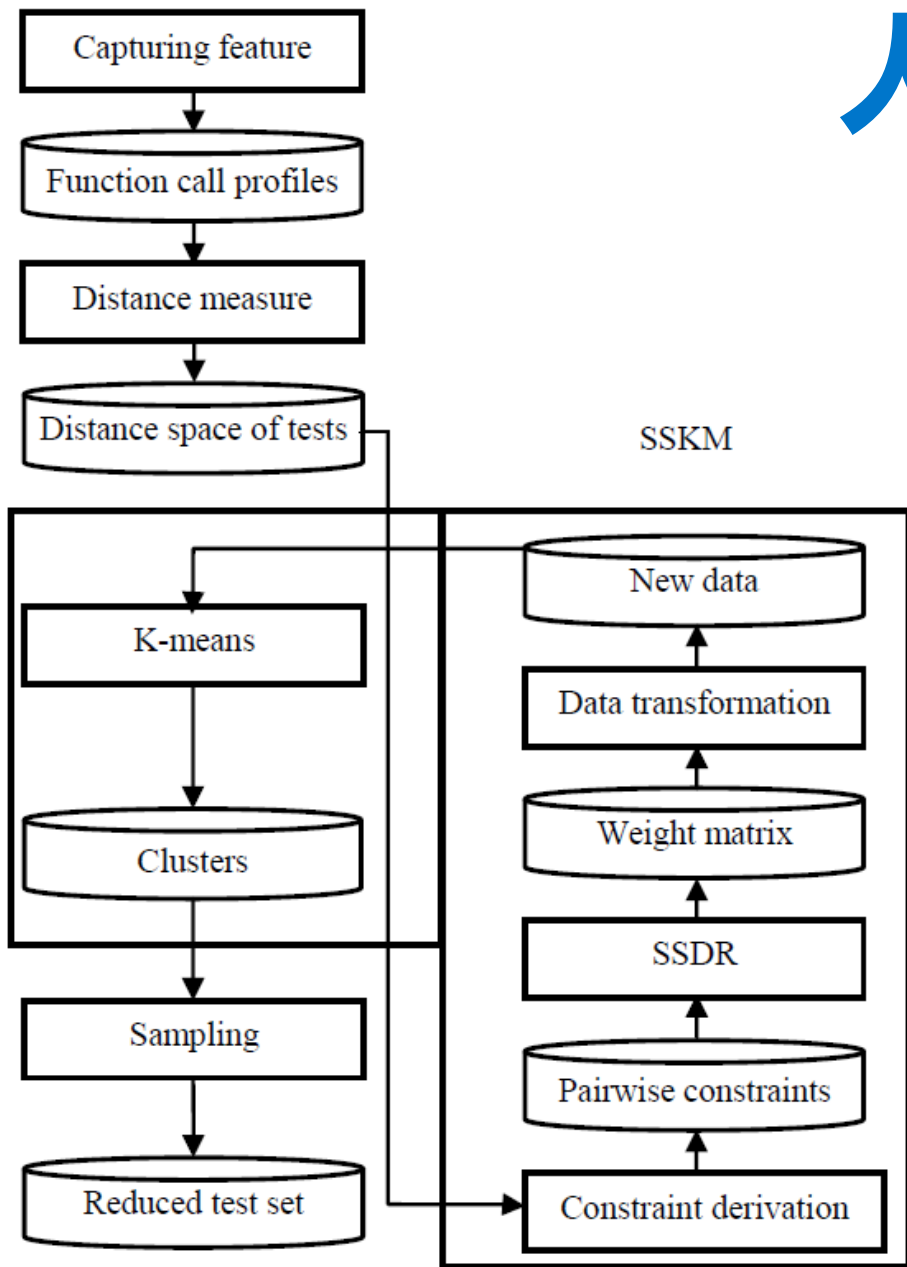 Capturing feature
Function call profiles
Distance measure
Distance space of tests
SSKM
New data
K-means
Data transformation
Weight matrix
Clusters
SSDR
Sampling
Pairwise constraints
Reduced test set
Constraint derivation